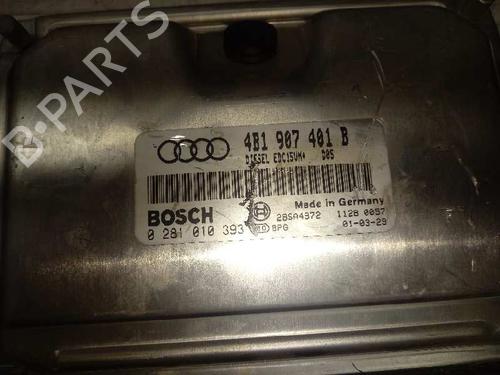 4B1 907 401 B
DIESEL EDC15VM+ D05
Made in Germany
BOSCH
28SA4372 1128 0057
0 281 010 393 BPG 01-03-29
B-PARTS